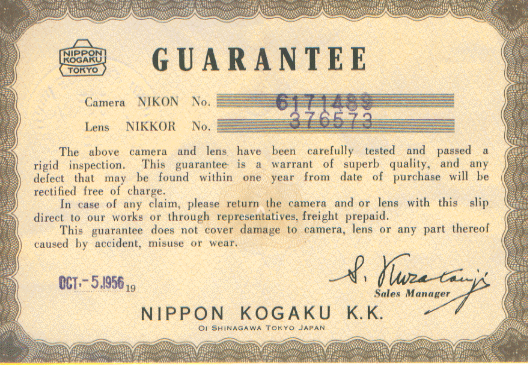 NIPPON
KOGAKU
TOKYO
GUARANTEE
Camera NIKON No. 6171489
Lens NIKKOR No. 376573
The above camera and lens have been carefully tested and passed a
rigid inspection. This guarantee is a warrant of superb quality, and any
defect that may be found within one year from date of purchase will be
rectified free of charge.
In case of any claim, please return the camera and or lens with this slip
direct to our works or through representatives, freight prepaid.
This guarantee does not cover damage to camera, lens or any part thereof
caused by accident, misuse or wear.
OCT.-5.1956 19
S. Kuratanji
Sales Manager
NIPPON KOGAKU K.K.
OI SHINAGAWA TOKYO JAPAN